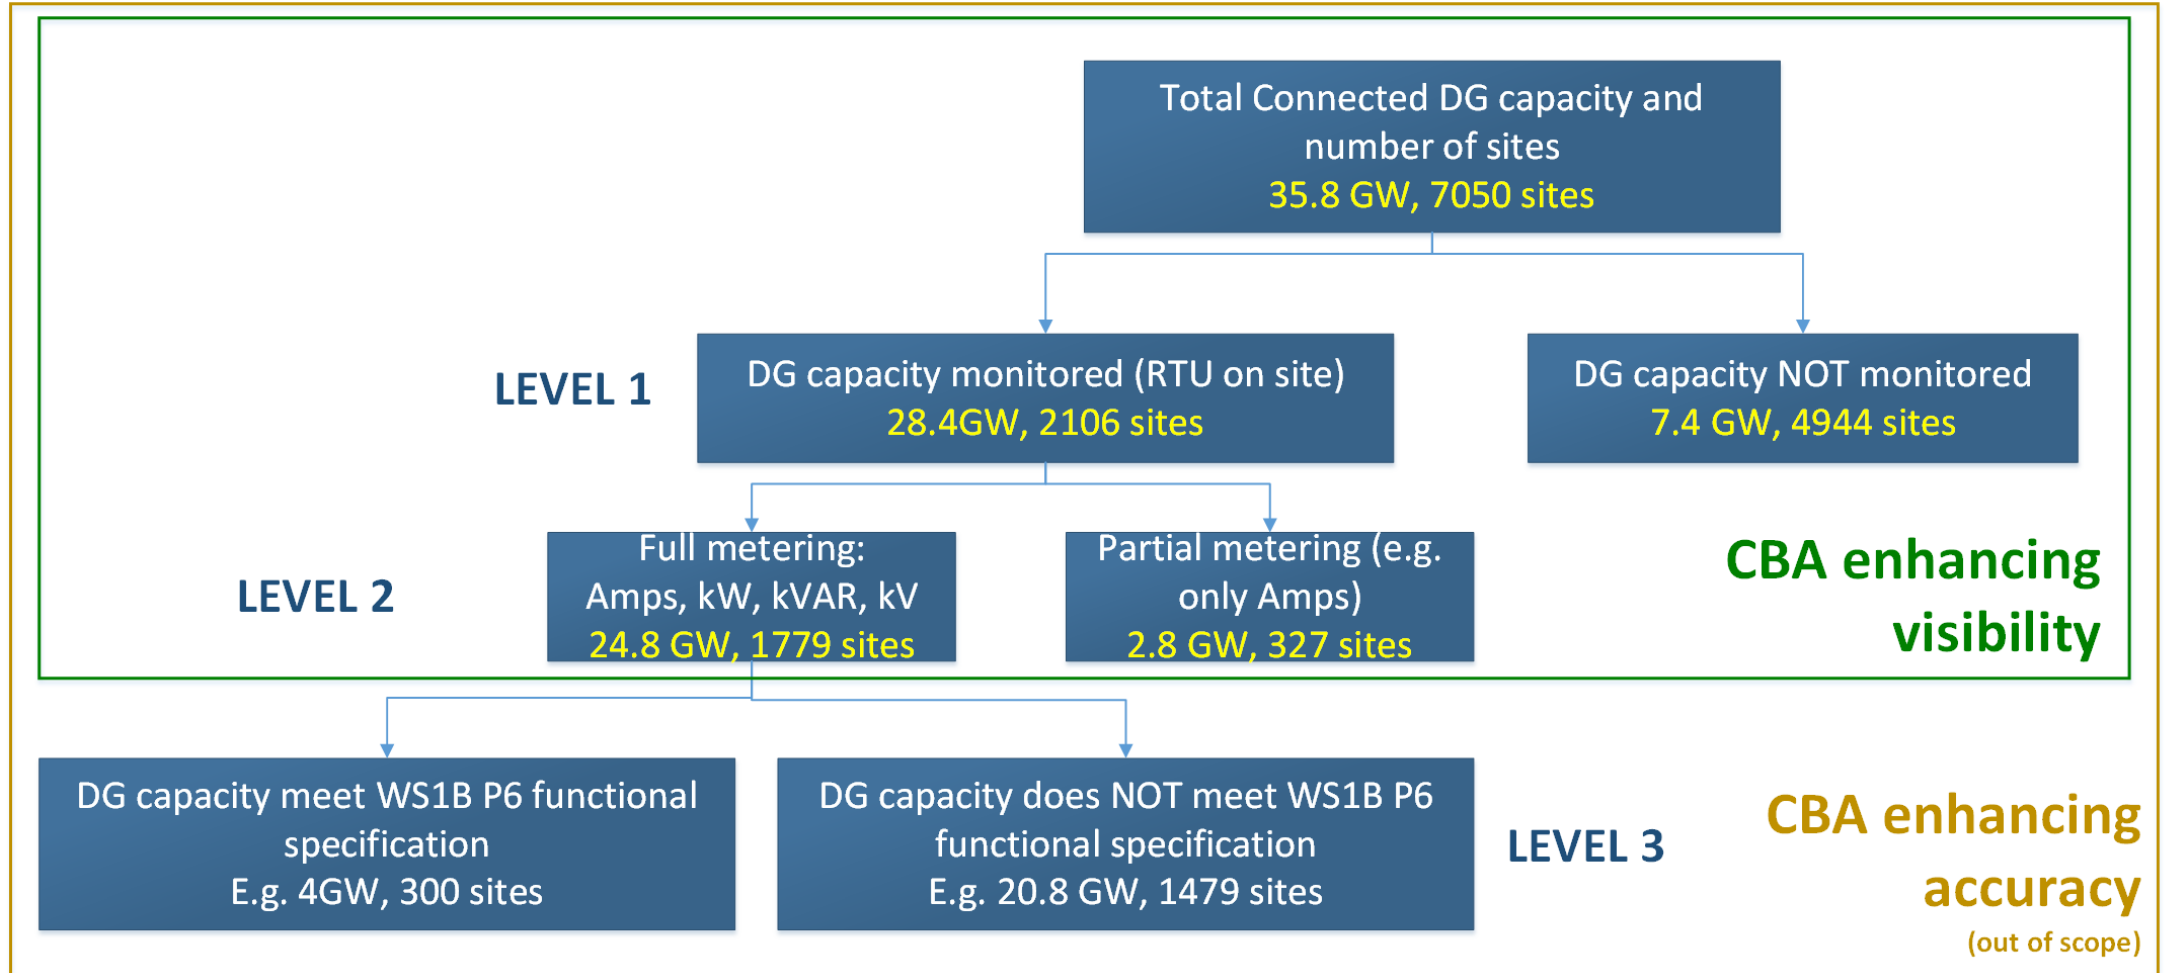 Total Connected DG capacity and
number of sites
35.8 GW, 7050 sites
LEVEL 1
DG capacity monitored (RTU on site)
28.4GW, 2106 sites
DG capacity NOT monitored
7.4 GW, 4944 sites
LEVEL 2
Full metering:
Amps, kW, kVAR, kV
24.8 GW, 1779 sites
Partial metering (e.g.
only Amps)
2.8 GW, 327 sites
CBA enhancing
visibility
DG capacity meet WS1B P6 functional
specification
E.g. 4GW, 300 sites
DG capacity does NOT meet WS1B P6
functional specification
E.g. 20.8 GW, 1479 sites
LEVEL 3
CBA enhancing
accuracy
(out of scope)